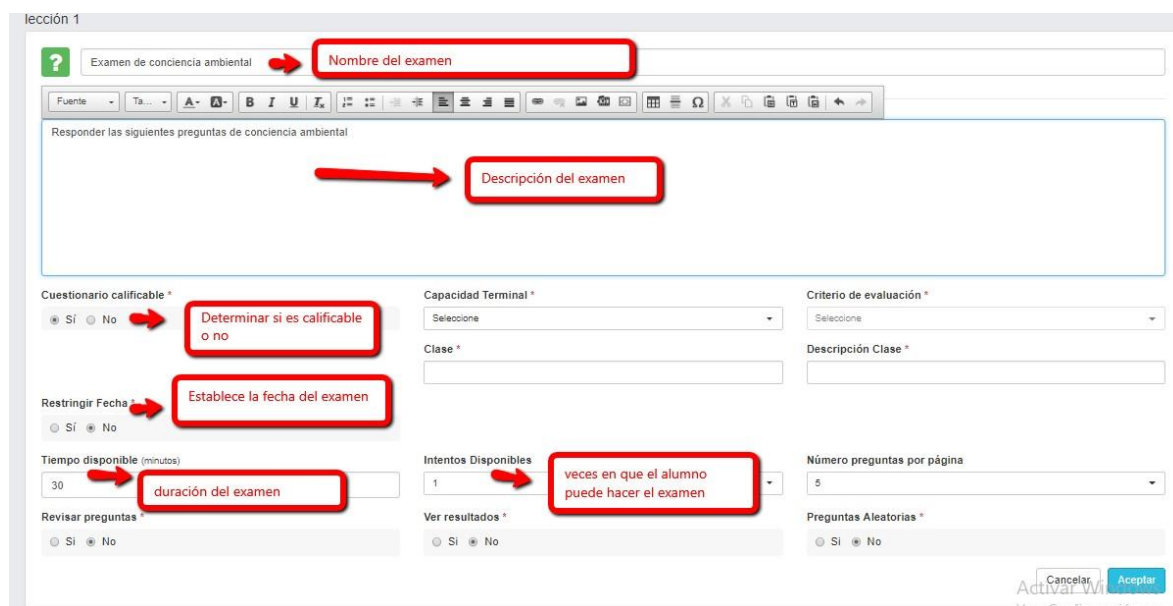 lección 1
?
Examen de conciencia ambiental
Nombre del examen
Fuente Ta... A A B I U Ix Ω
Responder las siguientes preguntas de conciencia ambiental
Descripción del examen
Cuestionario calificable * Capacidad Terminal * Criterio de evaluación *
Sí No Seleccione Seleccione
Determinar si es calificable
o no
Clase * Descripción Clase *
Restringir Fecha *
Establece la fecha del examen
Sí No
Tiempo disponible (minutos) Intentos Disponibles Número preguntas por página
30 1 5
duración del examen
veces en que el alumno
puede hacer el examen
Revisar preguntas * Ver resultados * Preguntas Aleatorias *
Si No Si No Si No
Cancelar Aceptar
Activar